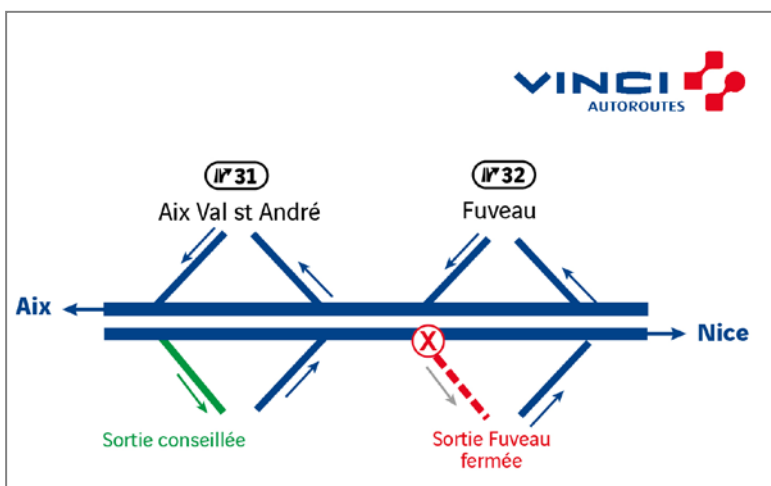 VINCI
AUTOROUTES
31
32
Aix Val st André
Fuveau
Aix
Nice
X
Sortie conseillée
Sortie Fuveau
fermée